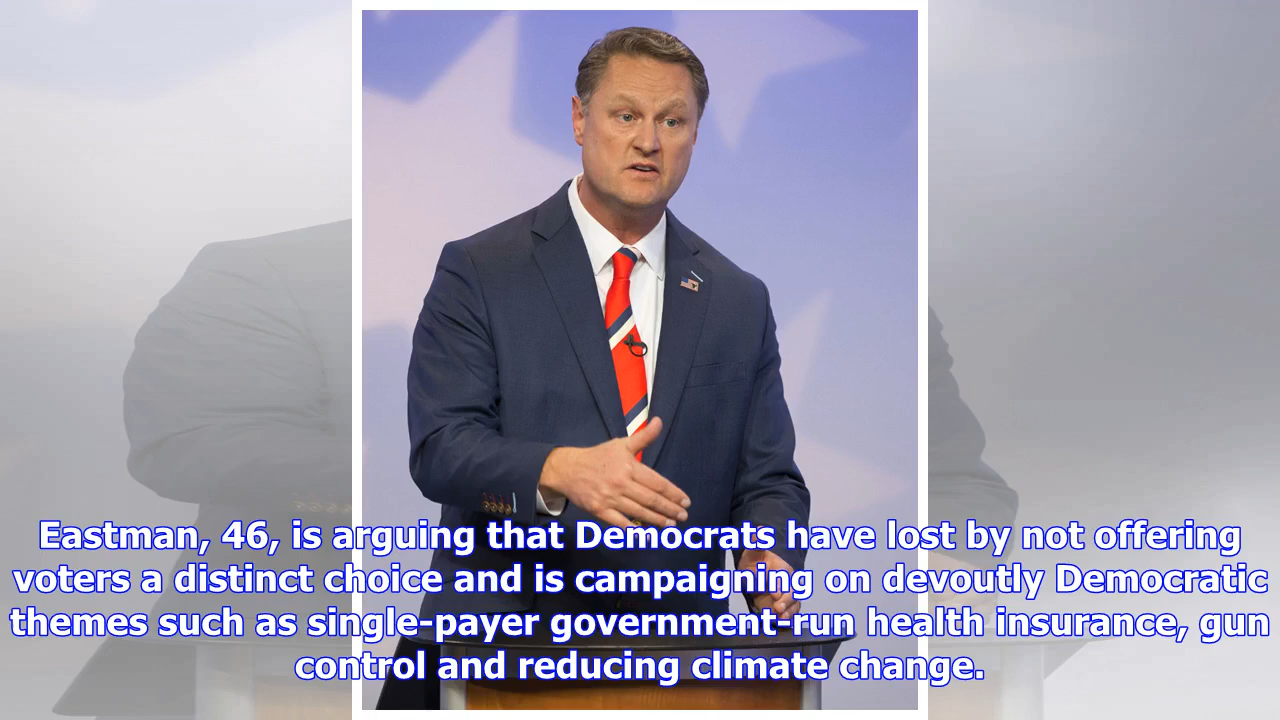 Eastman, 46, is arguing that Democrats have lost by not offering
voters a distinct choice and is campaigning on devoutly Democratic
themes such as single-payer government-run health insurance, gun
control and reducing climate change.